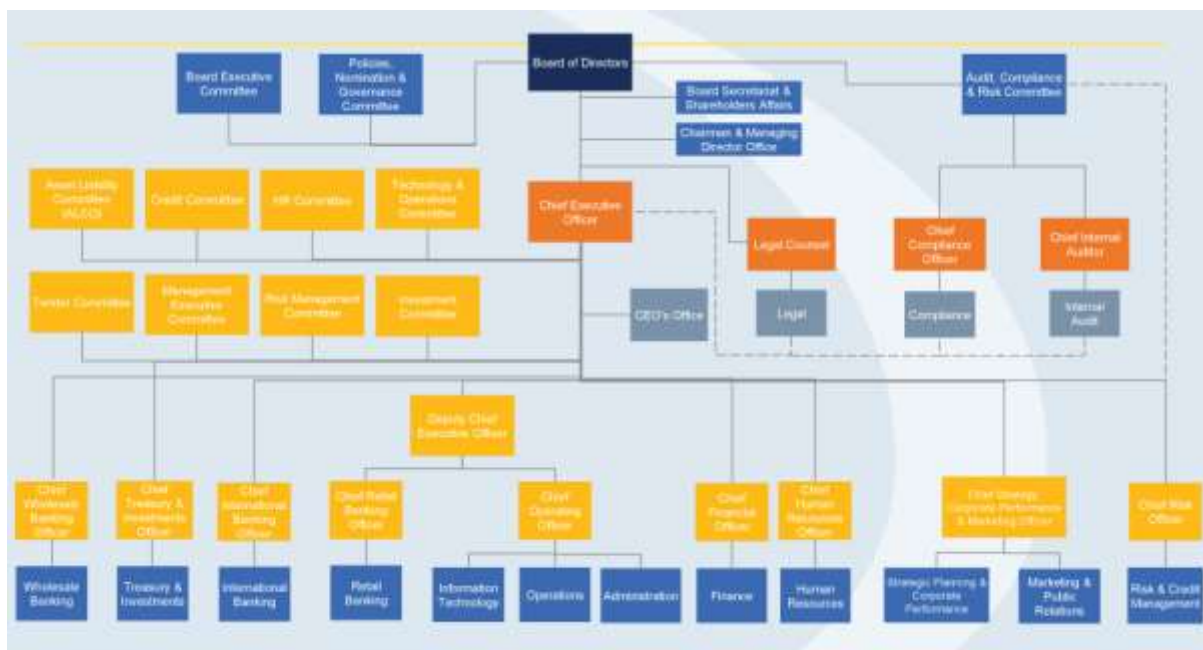 Board of Directors
Board Executive
Committee
Policies,
Nomination &
Governance
Committee
Audit, Compliance
& Risk Committee
Board Secretariat &
Shareholders Affairs
Chairman & Managing
Director Office
Asset Liability
Committee
(ALCO)
Credit Committee
HR Committee
Technology &
Operations
Committee
Chief Executive
Officer
Legal Counsel
Chief
Compliance
Officer
Chief Internal
Auditor
Tender Committee
Management
Executive
Committee
Risk Management
Committee
Investment
Committee
CEO's Office
Legal
Compliance
Internal
Audit
Deputy Chief
Executive Officer
Chief
Wholesale
Banking
Officer
Chief
Treasury &
Investments
Officer
Chief
International
Banking Officer
Chief Retail
Banking
Officer
Chief
Operating
Officer
Chief
Financial
Officer
Chief
Human
Resources
Officer
Chief Strategy,
Corporate Performance
& Marketing Officer
Chief Risk
Officer
Wholesale
Banking
Treasury &
Investments
International
Banking
Retail
Banking
Information
Technology
Operations
Administration
Finance
Human
Resources
Strategic Planning &
Corporate
Performance
Marketing &
Public
Relations
Risk & Credit
Management